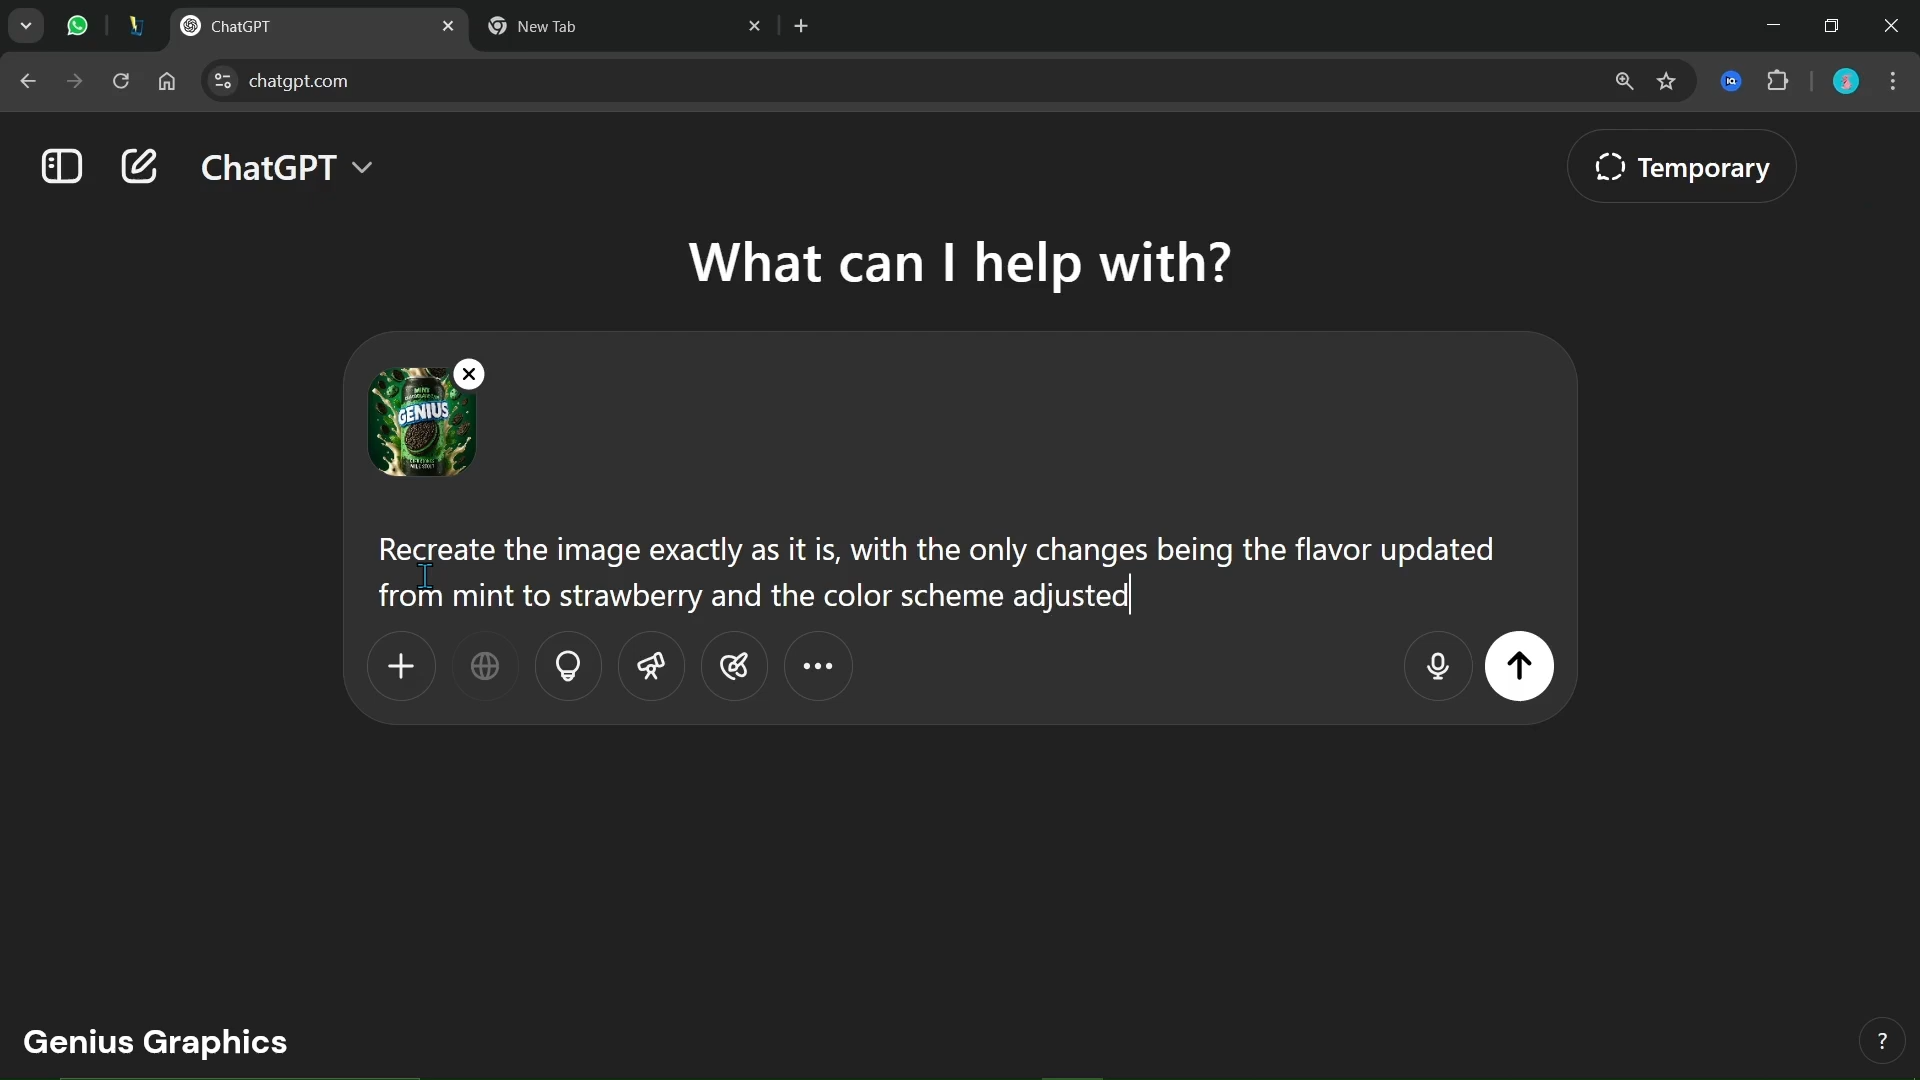 ChatGPT
New Tab
chatgpt.com
ChatGPT
Temporary
What can I help with?
MINT
GENIUS
Recreate the image exactly as it is, with the only changes being the flavor updated
from mint to strawberry and the color scheme adjusted
Genius Graphics
?